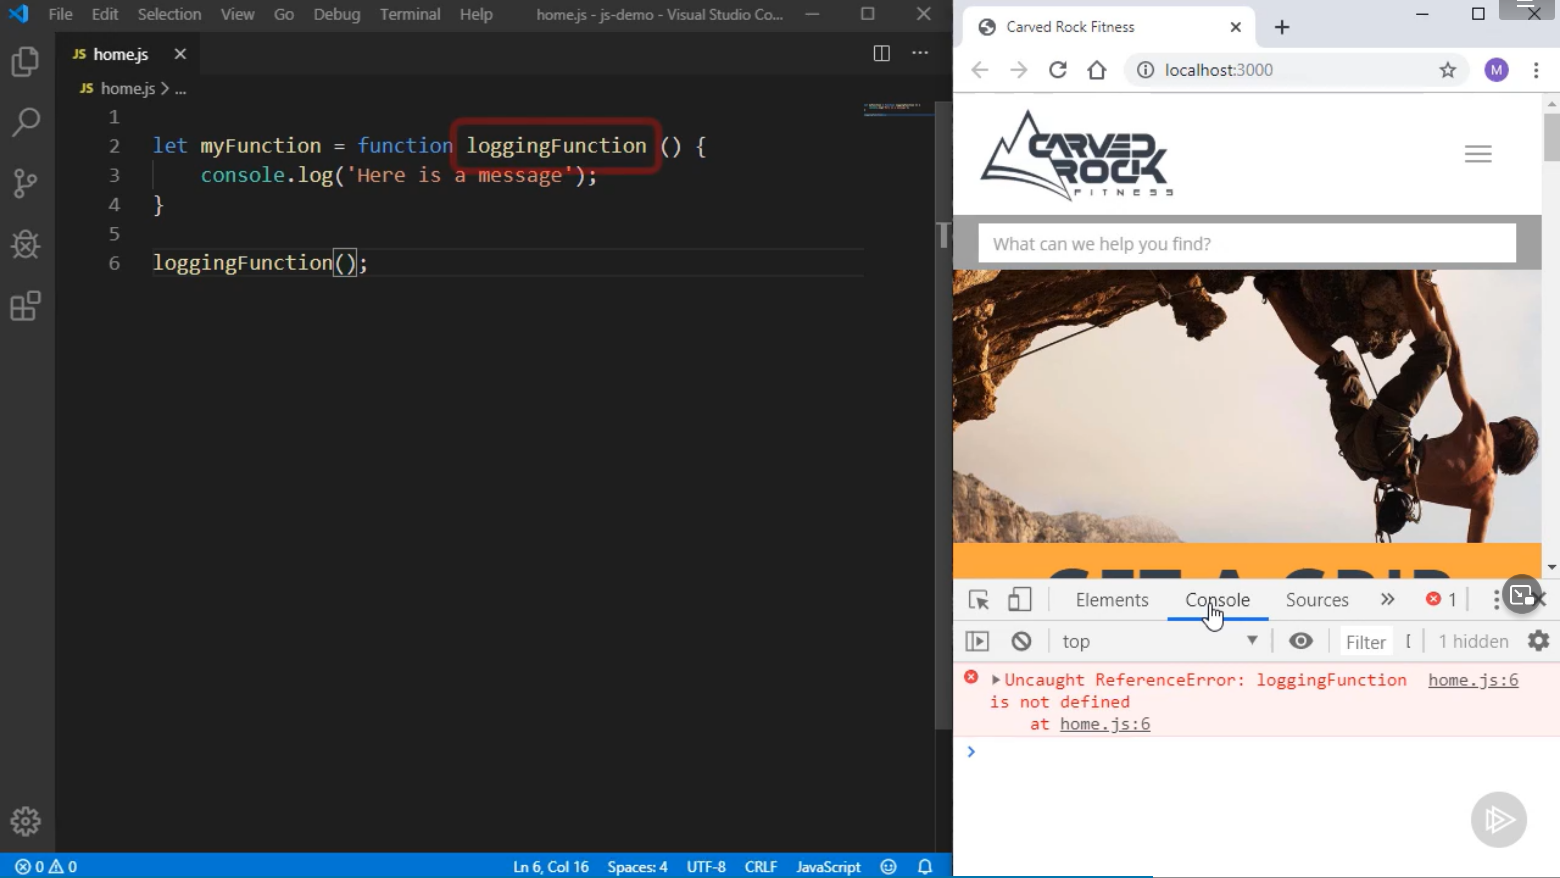 File Edit Selection View Go Debug Terminal Help home.js - js-demo - Visual Studio Co...
JS home.js
JS home.js > ...
1
2 let myFunction = function loggingFunction () {
3 console.log('Here is a message');
4 }
5
6 loggingFunction();
0 0 Ln 6, Col 16 Spaces: 4 UTF-8 CRLF JavaScript
Carved Rock Fitness
localhost:3000 M
CARVED
ROCK
FITNESS
What can we help you find?
GET A GRIP
Elements Console Sources » 1
top Filter 1 hidden
Uncaught ReferenceError: loggingFunction home.js:6
is not defined
at home.js:6